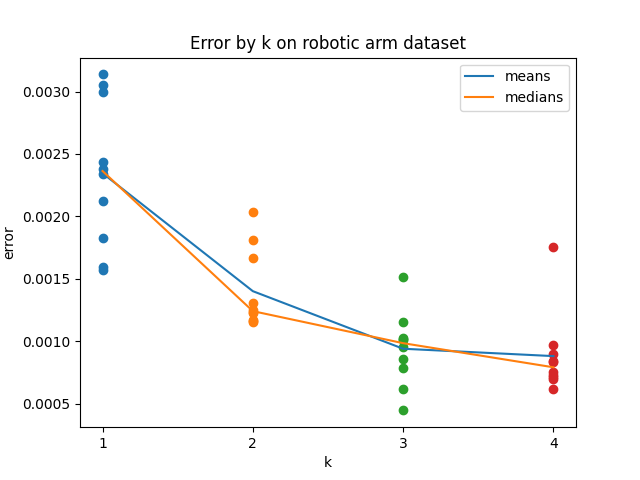 Error by k on robotic arm dataset
means
medians
0.0030
0.0025
0.0020
0.0015
0.0010
0.0005
error
1 2 3 4
k